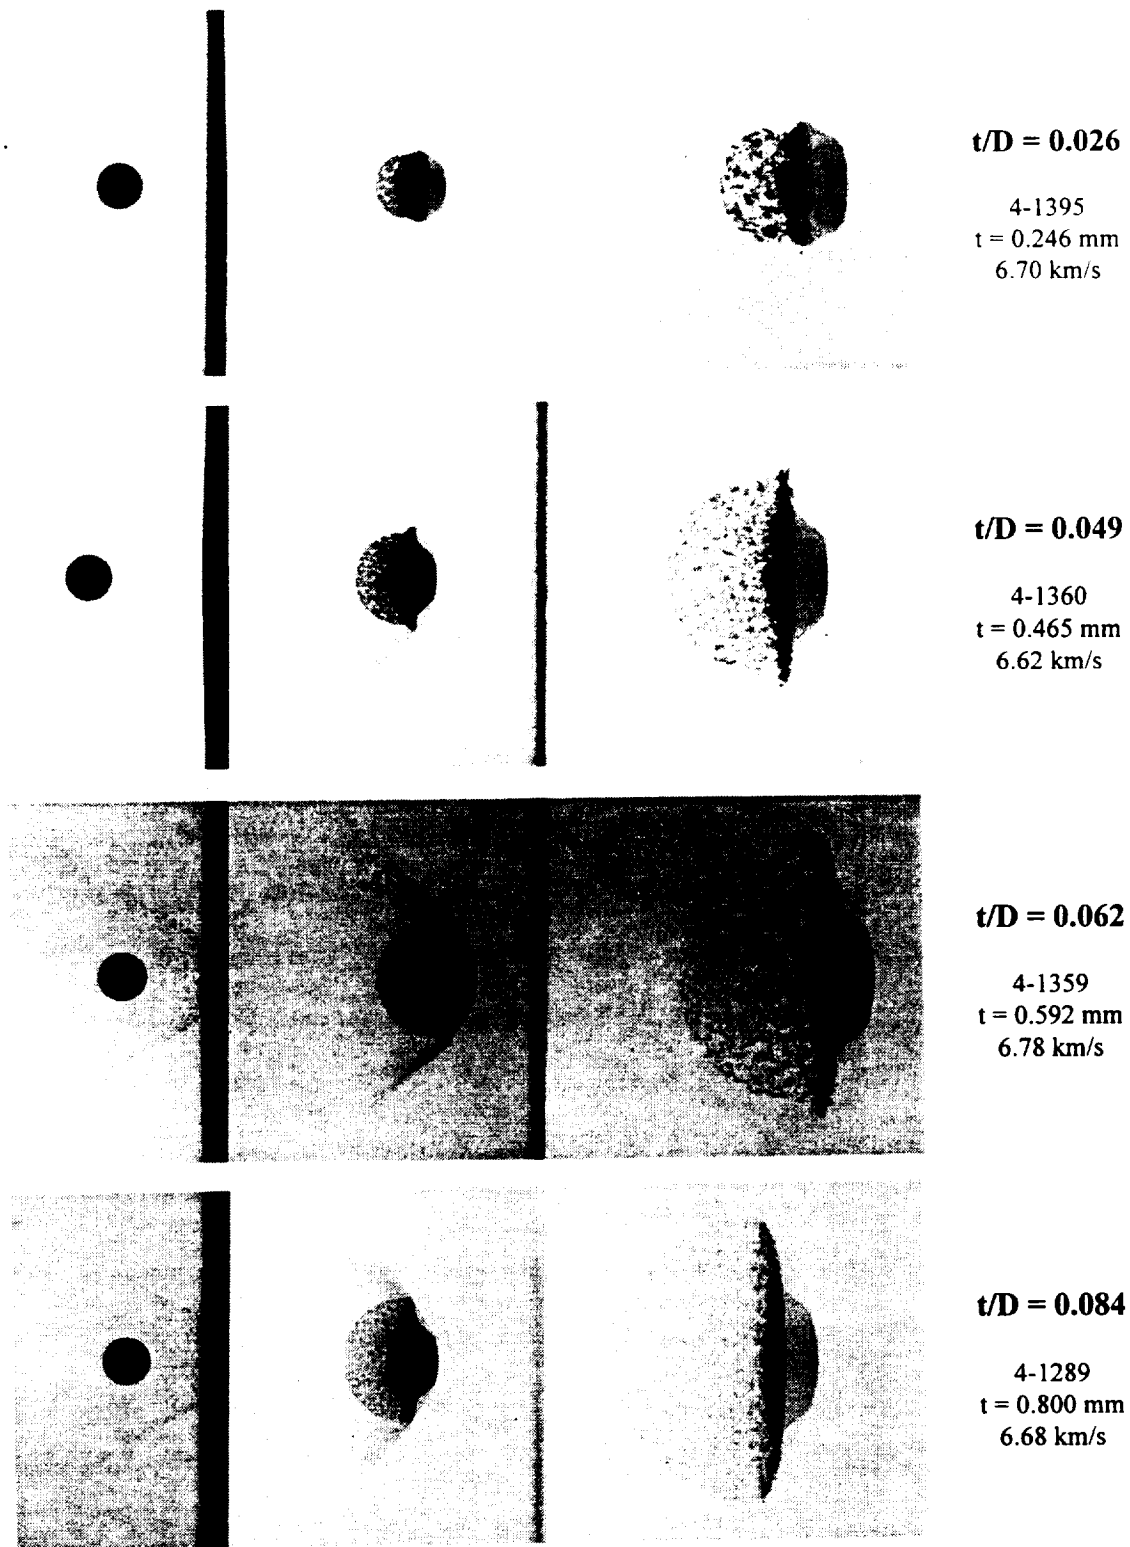 t/D = 0.026
4-1395
t = 0.246 mm
6.70 km/s
t/D = 0.049
4-1360
t = 0.465 mm
6.62 km/s
t/D = 0.062
4-1359
t = 0.592 mm
6.78 km/s
t/D = 0.084
4-1289
t = 0.800 mm
6.68 km/s